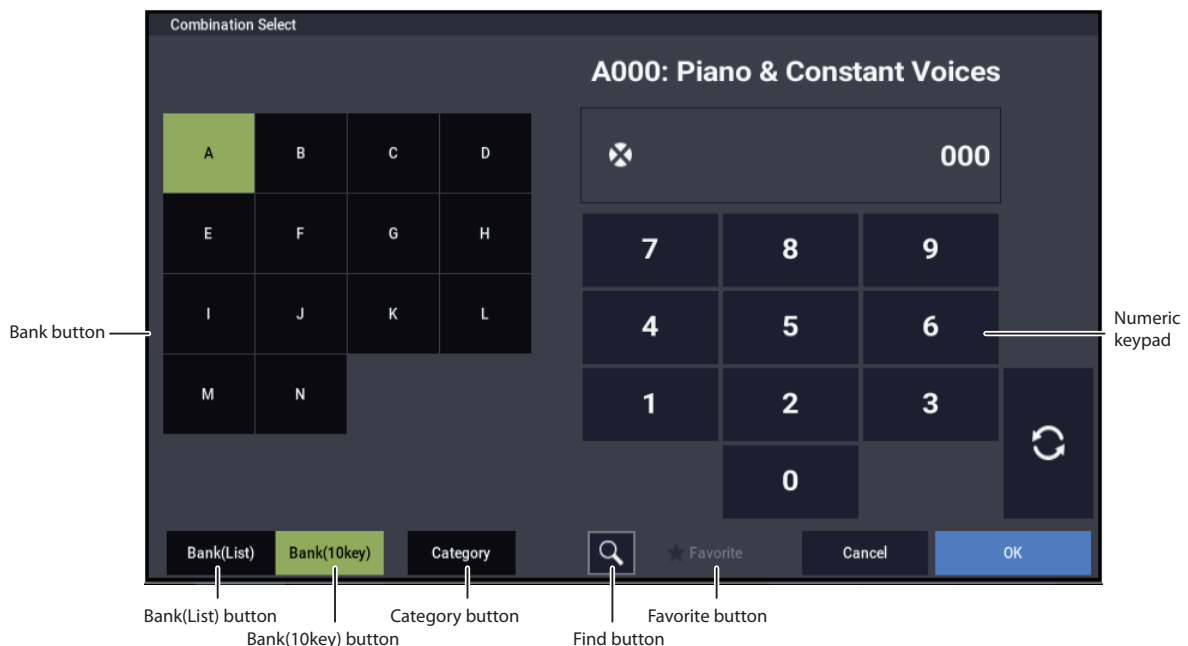 Combination Select
A000: Piano & Constant Voices
A B C D
000
E F G H
7 8 9
I J K L
4 5 6
Bank button
Numeric
keypad
M N
1 2 3
0
Bank(List) Bank(10key) Category Favorite Cancel OK
Bank(List) button Category button Favorite button
Bank(10key) button Find button